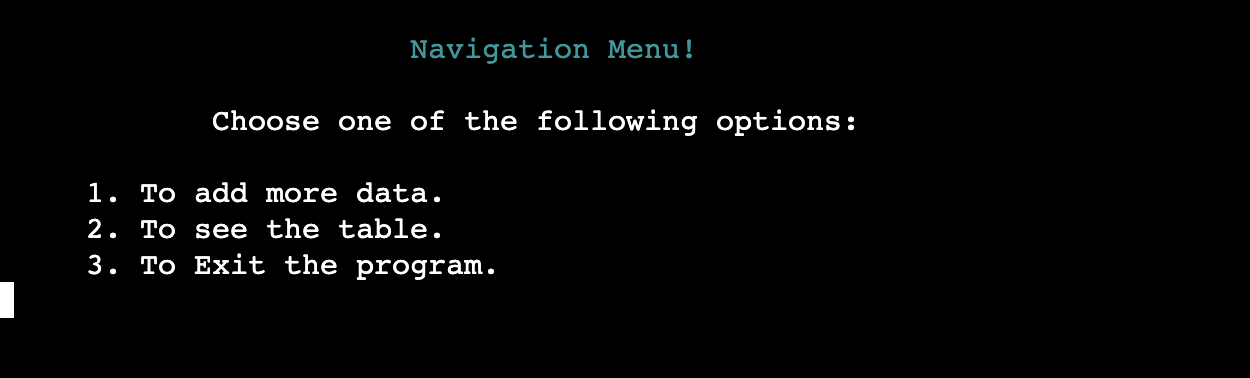 Navigation Menu!
Choose one of the following options:
1. To add more data.
2. To see the table.
3. To Exit the program.